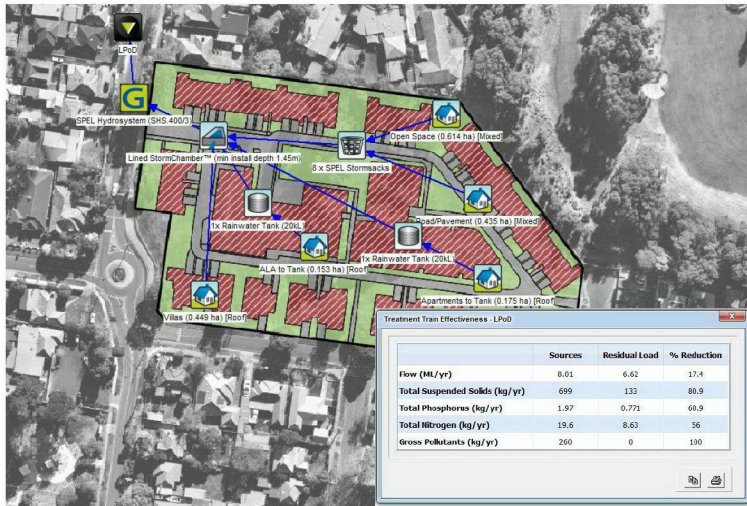 LPoD
G
SPEL Hydrosystem (SHS.400/3)
Open Space (0.614 ha) [Mixed]
Lined StormChamber™ (min install depth 1.45m)
8 x SPEL Stormsacks
Road/Pavement (0.435 ha) [Mixed]
1x Rainwater Tank (20kL)
1x Rainwater Tank (20kL)
ALA to Tank (0.153 ha) [Roof]
Apartments to Tank (0.175 ha) [Roof]
Villas (0.449 ha) [Roof]
Treatment Train Effectiveness - LPoD
Sources Residual Load % Reduction
Flow (ML/yr) 8.01 6.62 17.4
Total Suspended Solids (kg/yr) 699 133 80.9
Total Phosphorus (kg/yr) 1.97 0.771 60.9
Total Nitrogen (kg/yr) 19.6 8.63 56
Gross Pollutants (kg/yr) 260 0 100